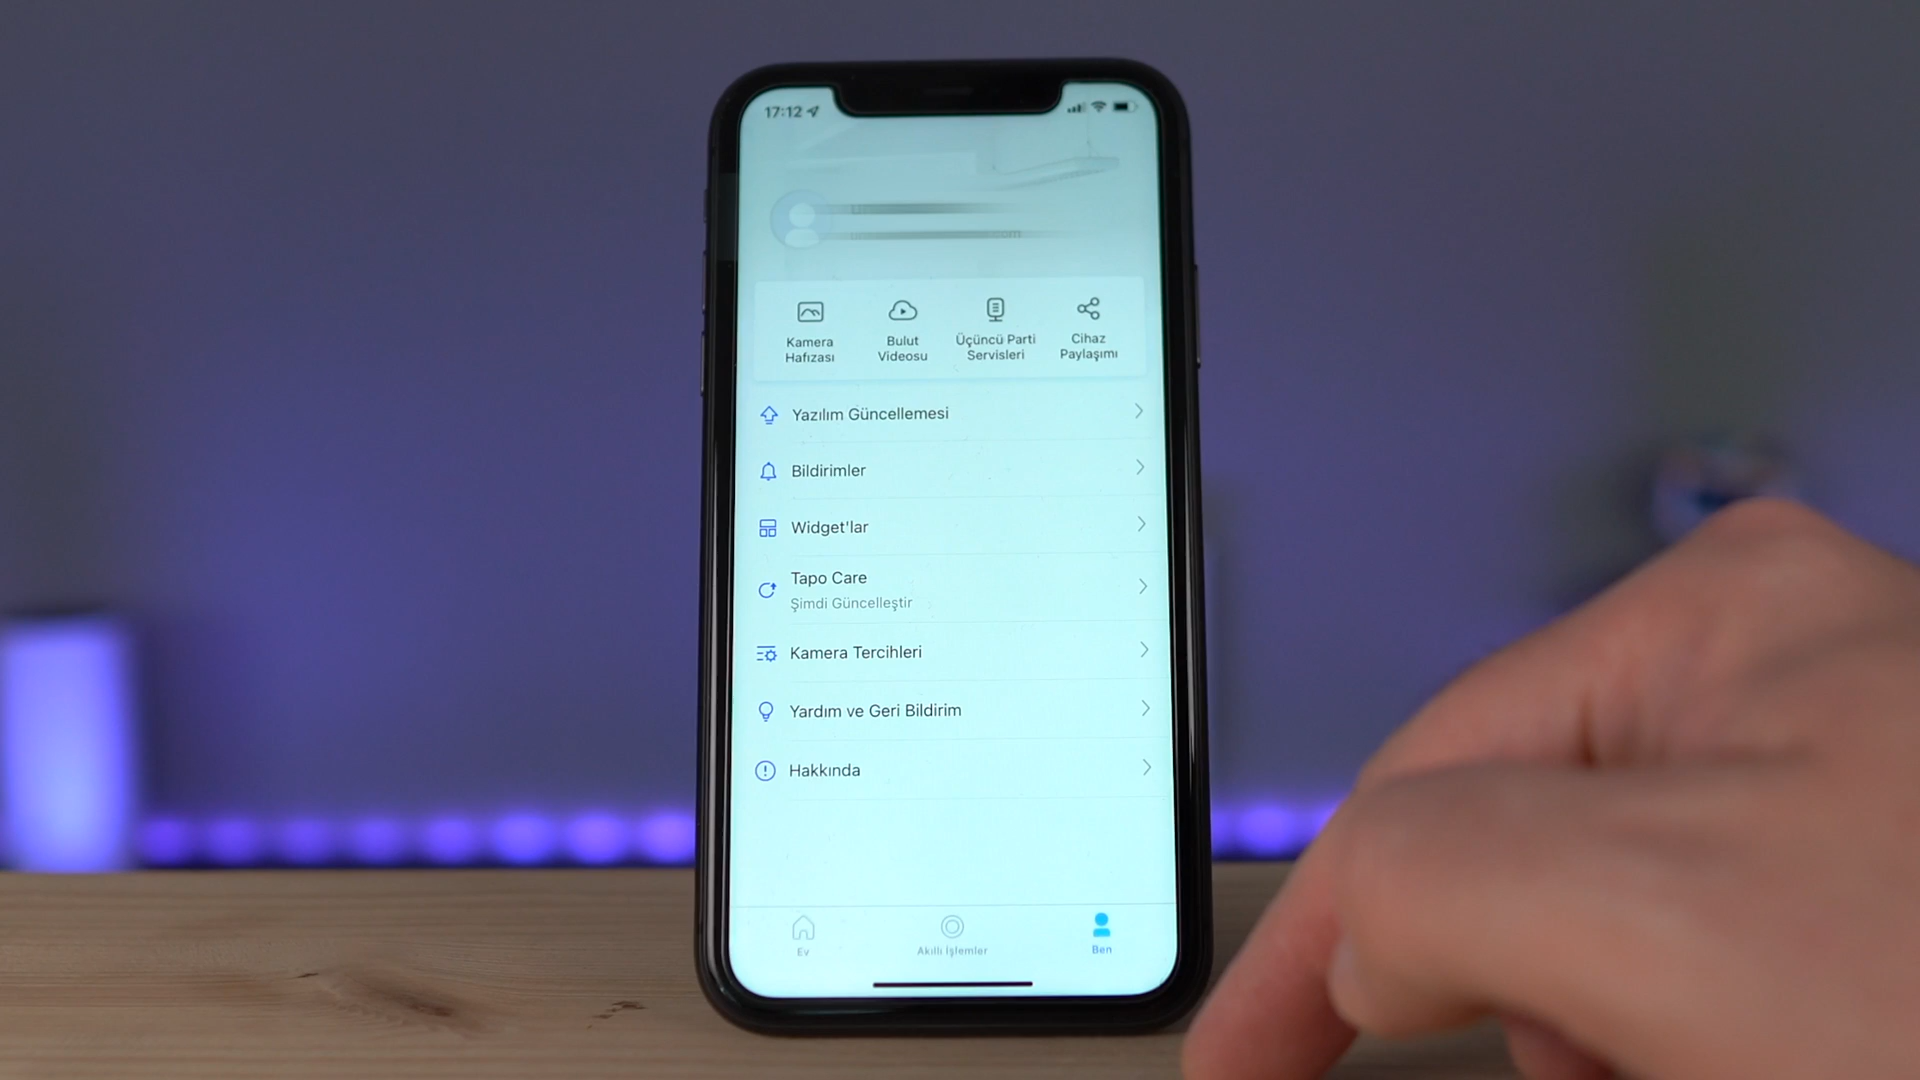 17:12
.com
Kamera
Hafızası
Bulut
Videosu
Üçüncü Parti
Servisleri
Cihaz
Paylaşımı
Yazılım Güncellemesi
Bildirimler
Widget'lar
Tapo Care
Şimdi Güncelleştir
Kamera Tercihleri
Yardım ve Geri Bildirim
Hakkında
Ev
Akıllı İşlemler
Ben